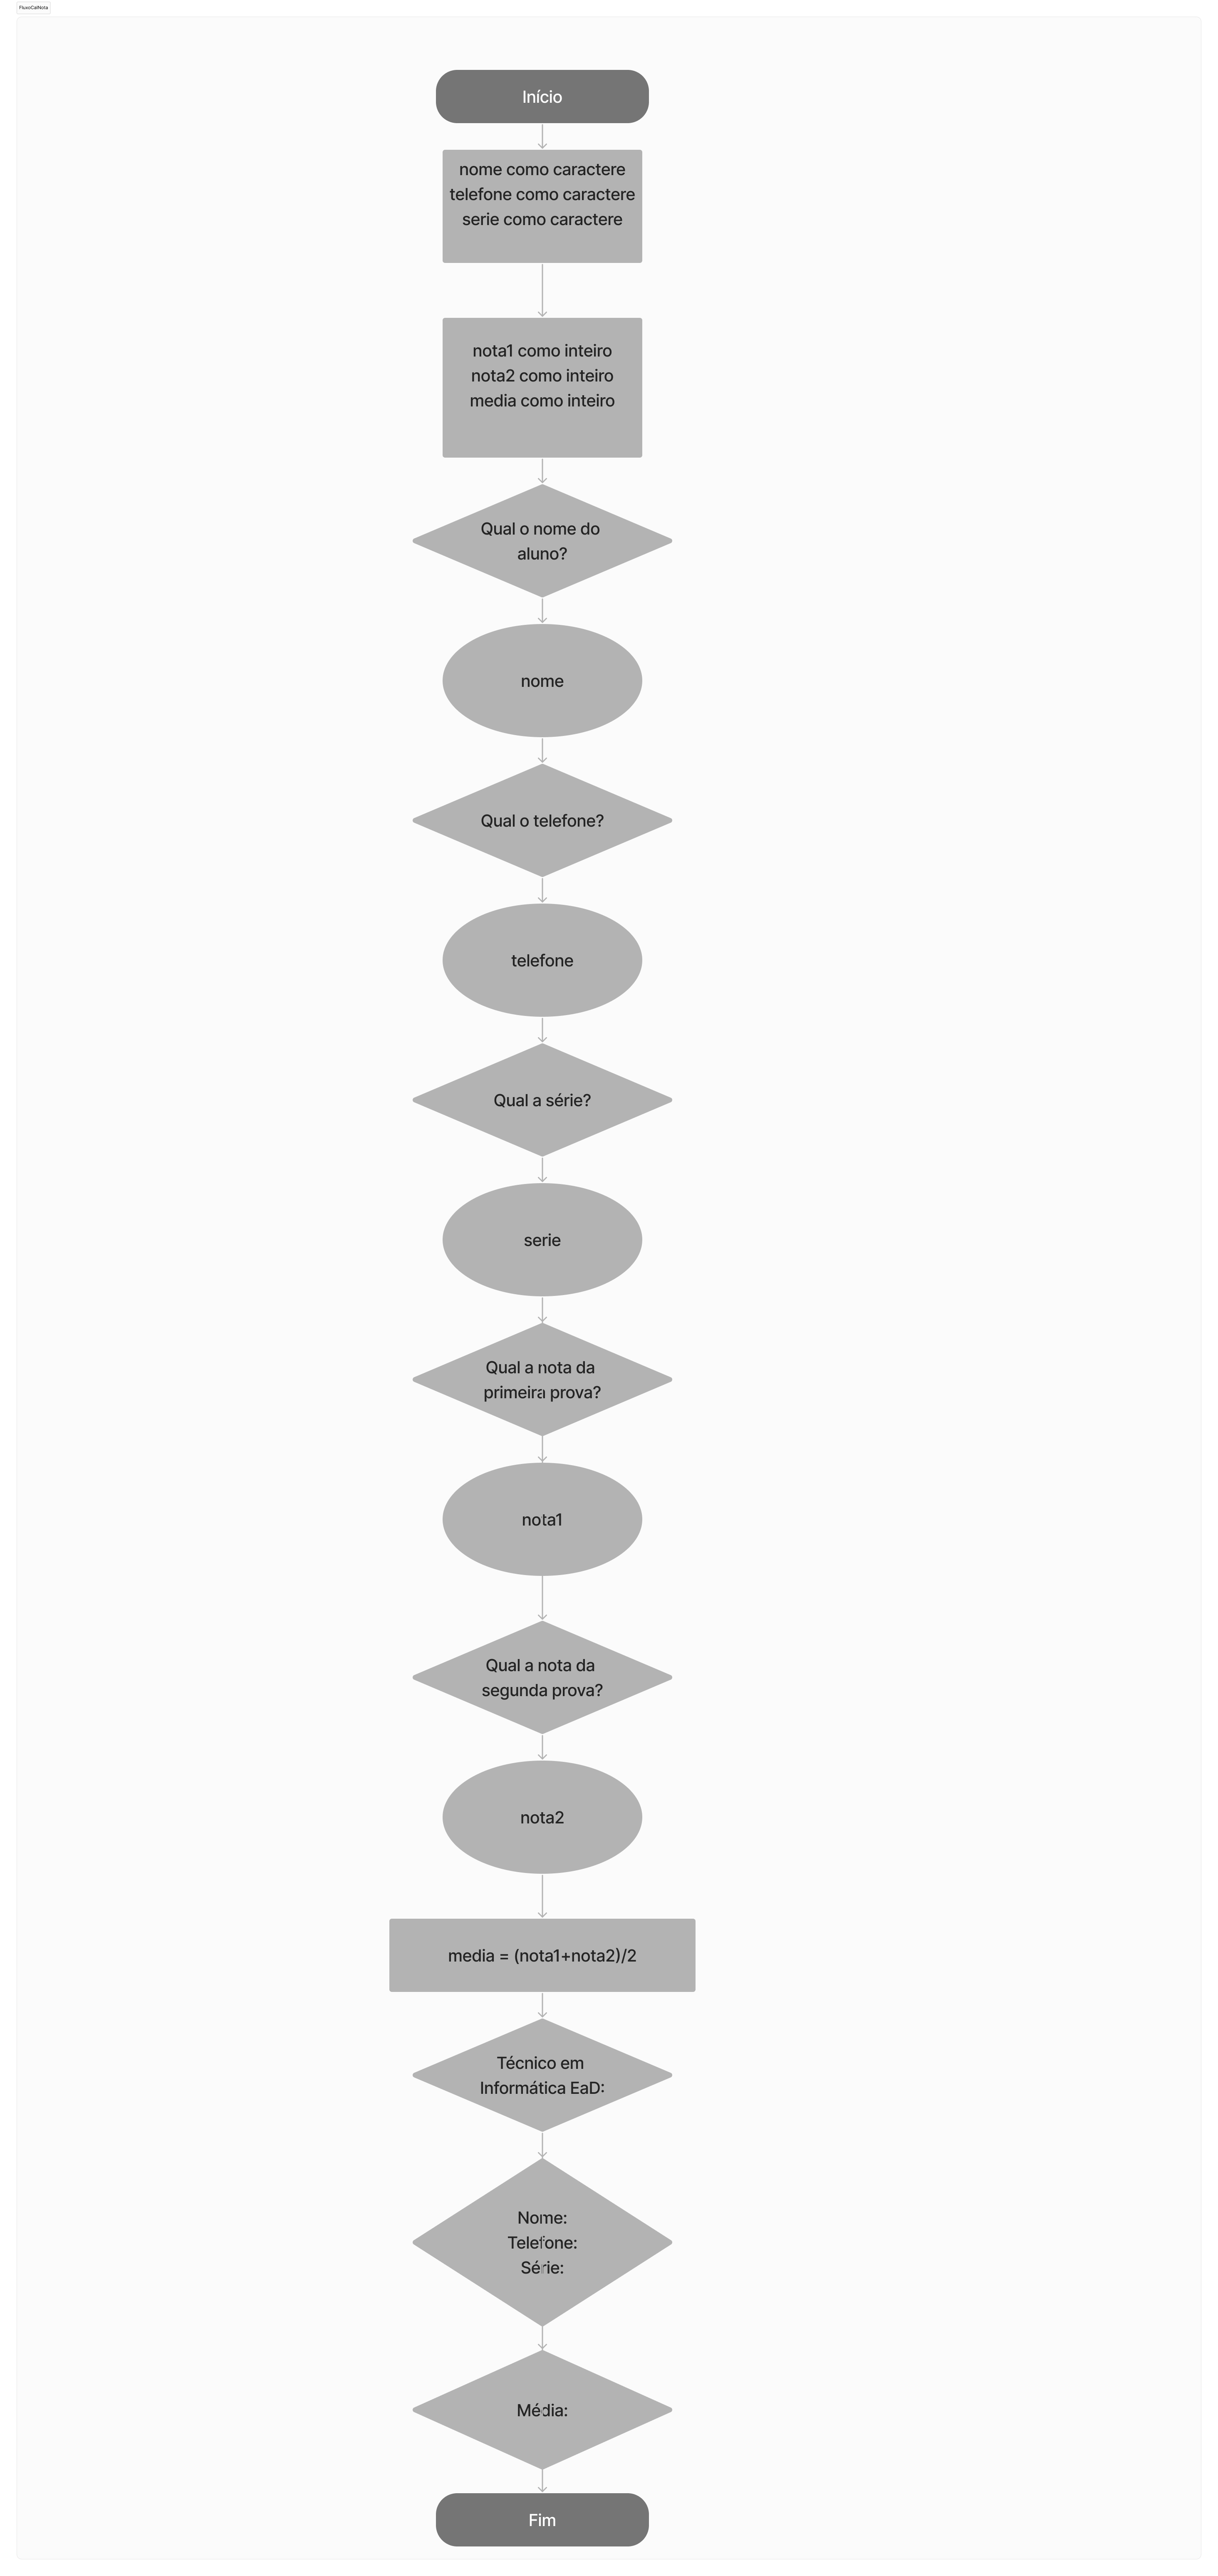 FluxoCalNota
Início
nome como caractere
telefone como caractere
serie como caractere
nota1 como inteiro
nota2 como inteiro
media como inteiro
Qual o nome do
aluno?
nome
Qual o telefone?
telefone
Qual a série?
serie
Qual a nota da
primeira prova?
nota1
Qual a nota da
segunda prova?
nota2
media = (nota1+nota2)/2
Técnico em
Informática EaD:
Nome:
Telefone:
Série:
Média:
Fim